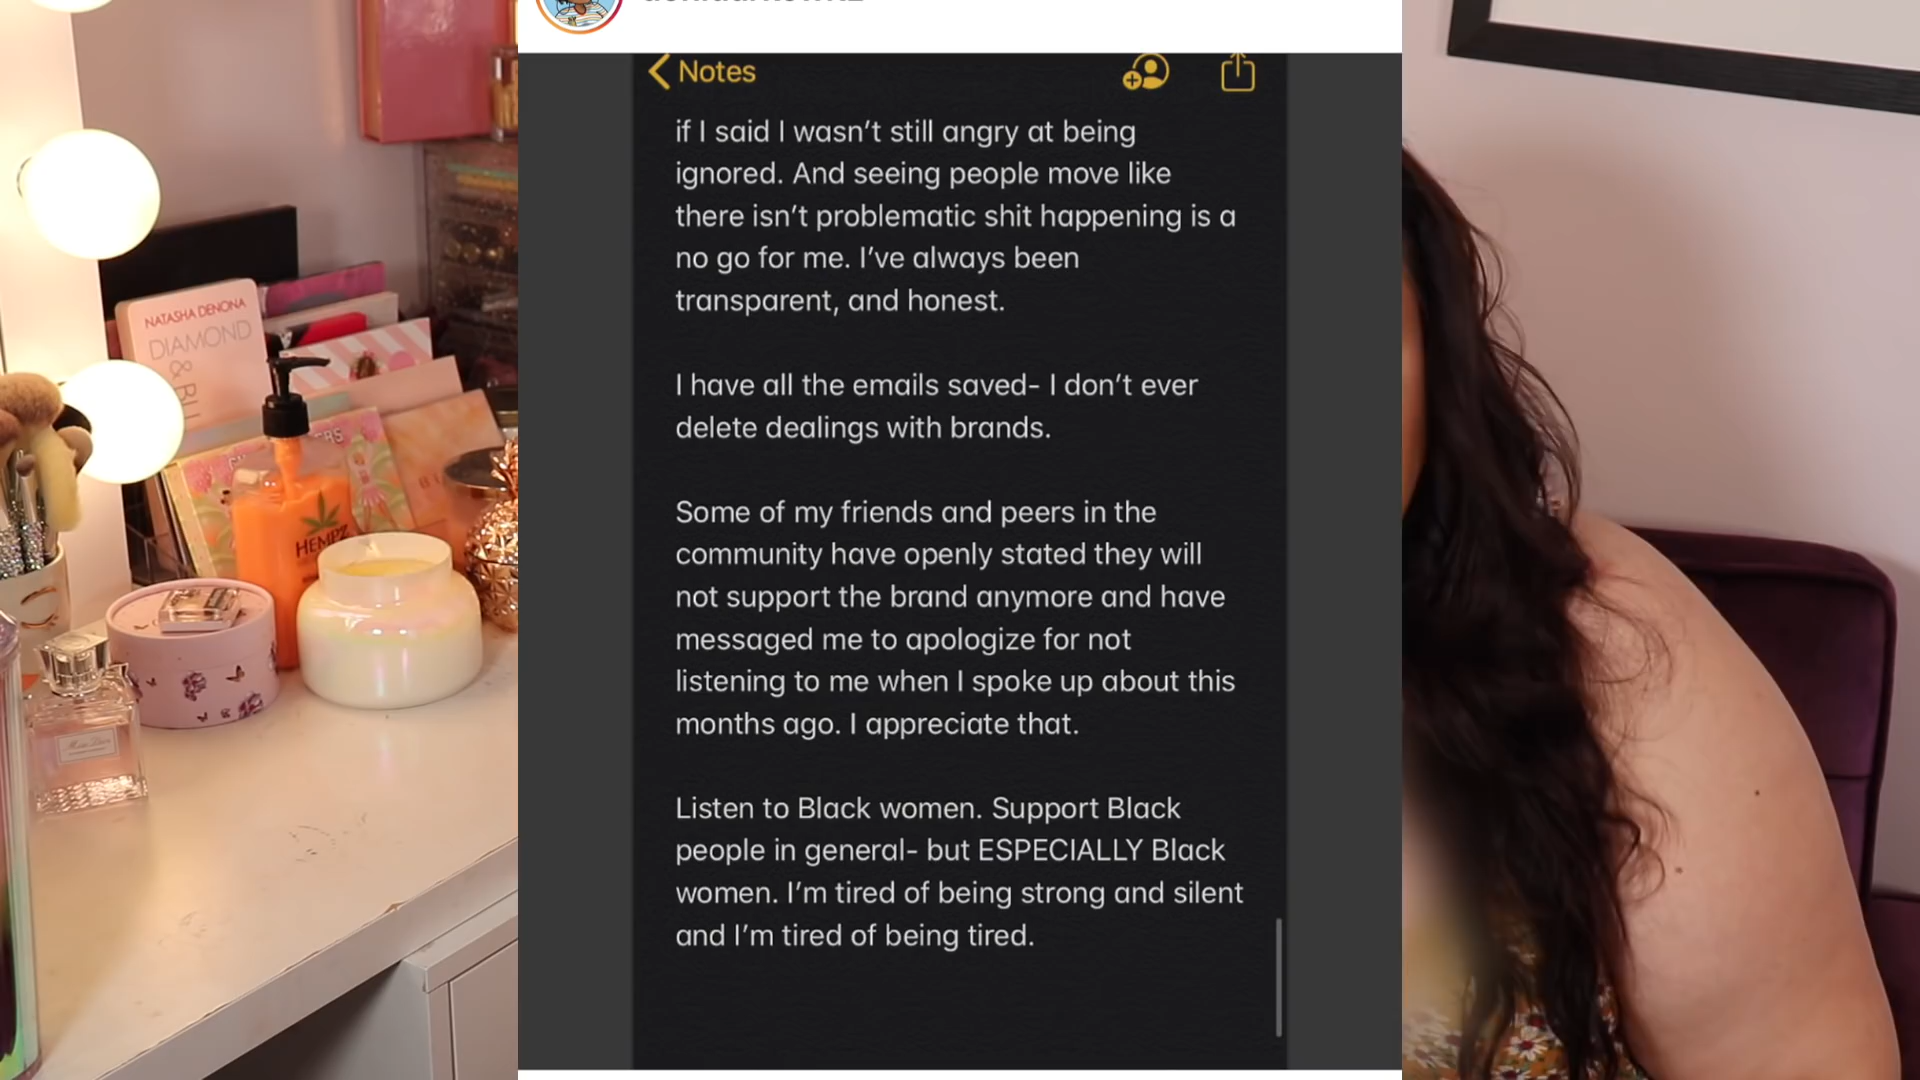 Notes
if I said I wasn’t still angry at being
ignored. And seeing people move like
there isn’t problematic shit happening is a
no go for me. I’ve always been
transparent, and honest.
I have all the emails saved- I don’t ever
delete dealings with brands.
Some of my friends and peers in the
community have openly stated they will
not support the brand anymore and have
messaged me to apologize for not
listening to me when I spoke up about this
months ago. I appreciate that.
Listen to Black women. Support Black
people in general- but ESPECIALLY Black
women. I’m tired of being strong and silent
and I’m tired of being tired.
NATASHA DENONA
DIAMOND
&
HEMPZ
Miss Dior